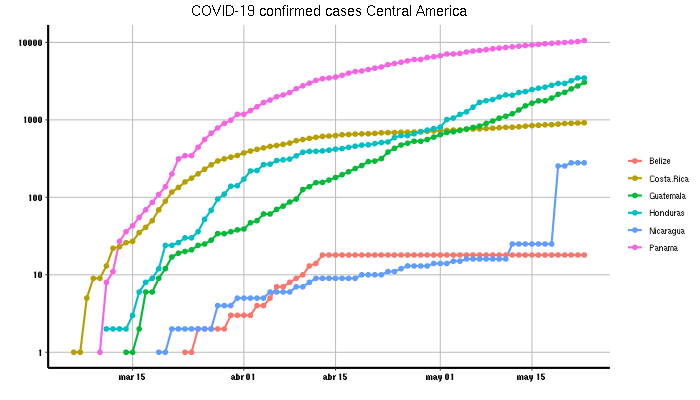 COVID-19 confirmed cases Central America
10000
1000
100
10
1
mar 15
abr 01
abr 15
may 01
may 15
Belize
Costa.Rica
Guatemala
Honduras
Nicaragua
Panama